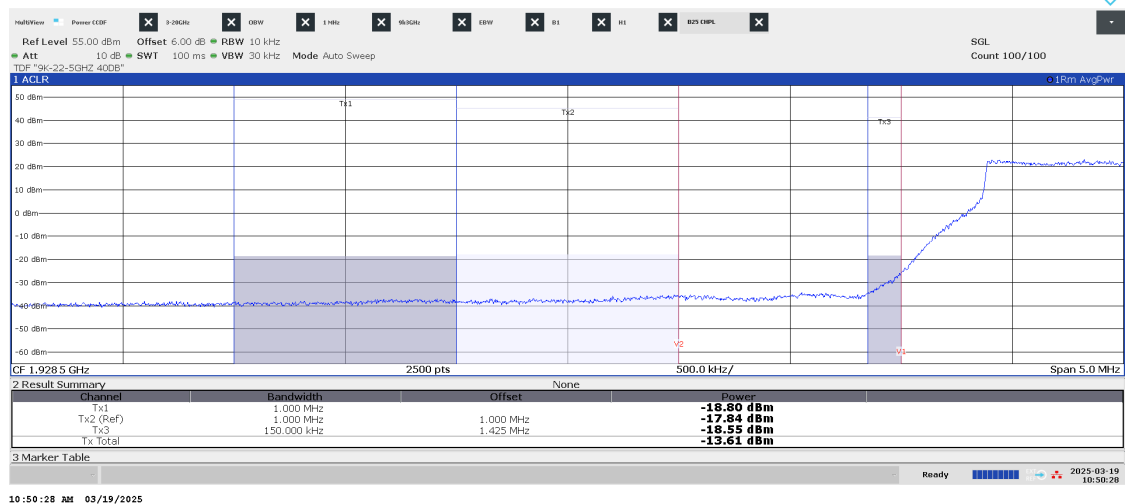 MultiView Power CCDF 3-20GHz OBW 1 MHz 9k3GHz EBW B1 H1 B25 CHPL
Ref Level 55.00 dBm Offset 6.00 dB RBW 10 kHz SGL
Att 10 dB SWT 100 ms VBW 30 kHz Mode Auto Sweep Count 100/100
TDF "9K-22-5GHZ 40DB"
1 ACLR 1Rm AvgPwr
50 dBm
Tx1
Tx2
40 dBm
Tx3
30 dBm
20 dBm
10 dBm
0 dBm
-10 dBm
-20 dBm
-30 dBm
-40 dBm
-50 dBm
V2
-60 dBm
V1
CF 1.9285 GHz 2500 pts 500.0 kHz/ Span 5.0 MHz
2 Result Summary None
Channel Bandwidth Offset Power
Tx1 1.000 MHz -18.80 dBm
Tx2 (Ref) 1.000 MHz 1.000 MHz -17.84 dBm
Tx3 150.000 kHz 1.425 MHz -18.55 dBm
Tx Total -13.61 dBm
3 Marker Table
Ready 2025-03-19
10:50:28
10:50:28 AM 03/19/2025